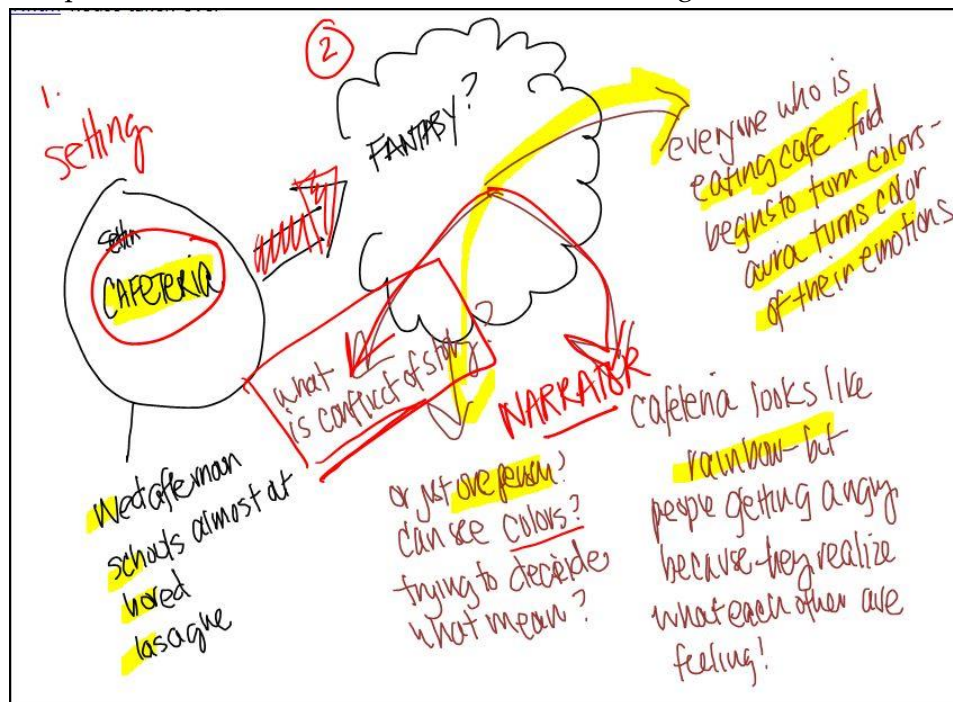 1.
setting
CAFETERIA
Wed afternoon
schools almost at
bored
lasagne
2
FANTASY?
what
is conflict of story?
NARRATOR
everyone who is
eating cafe food
begins to turn colors-
aura turns color
of their emotions
or just one person?
can see colors?
trying to decide
what mean?
cafeteria looks like
rainbow-but
people getting angry
because they realize
what each other are
feeling!